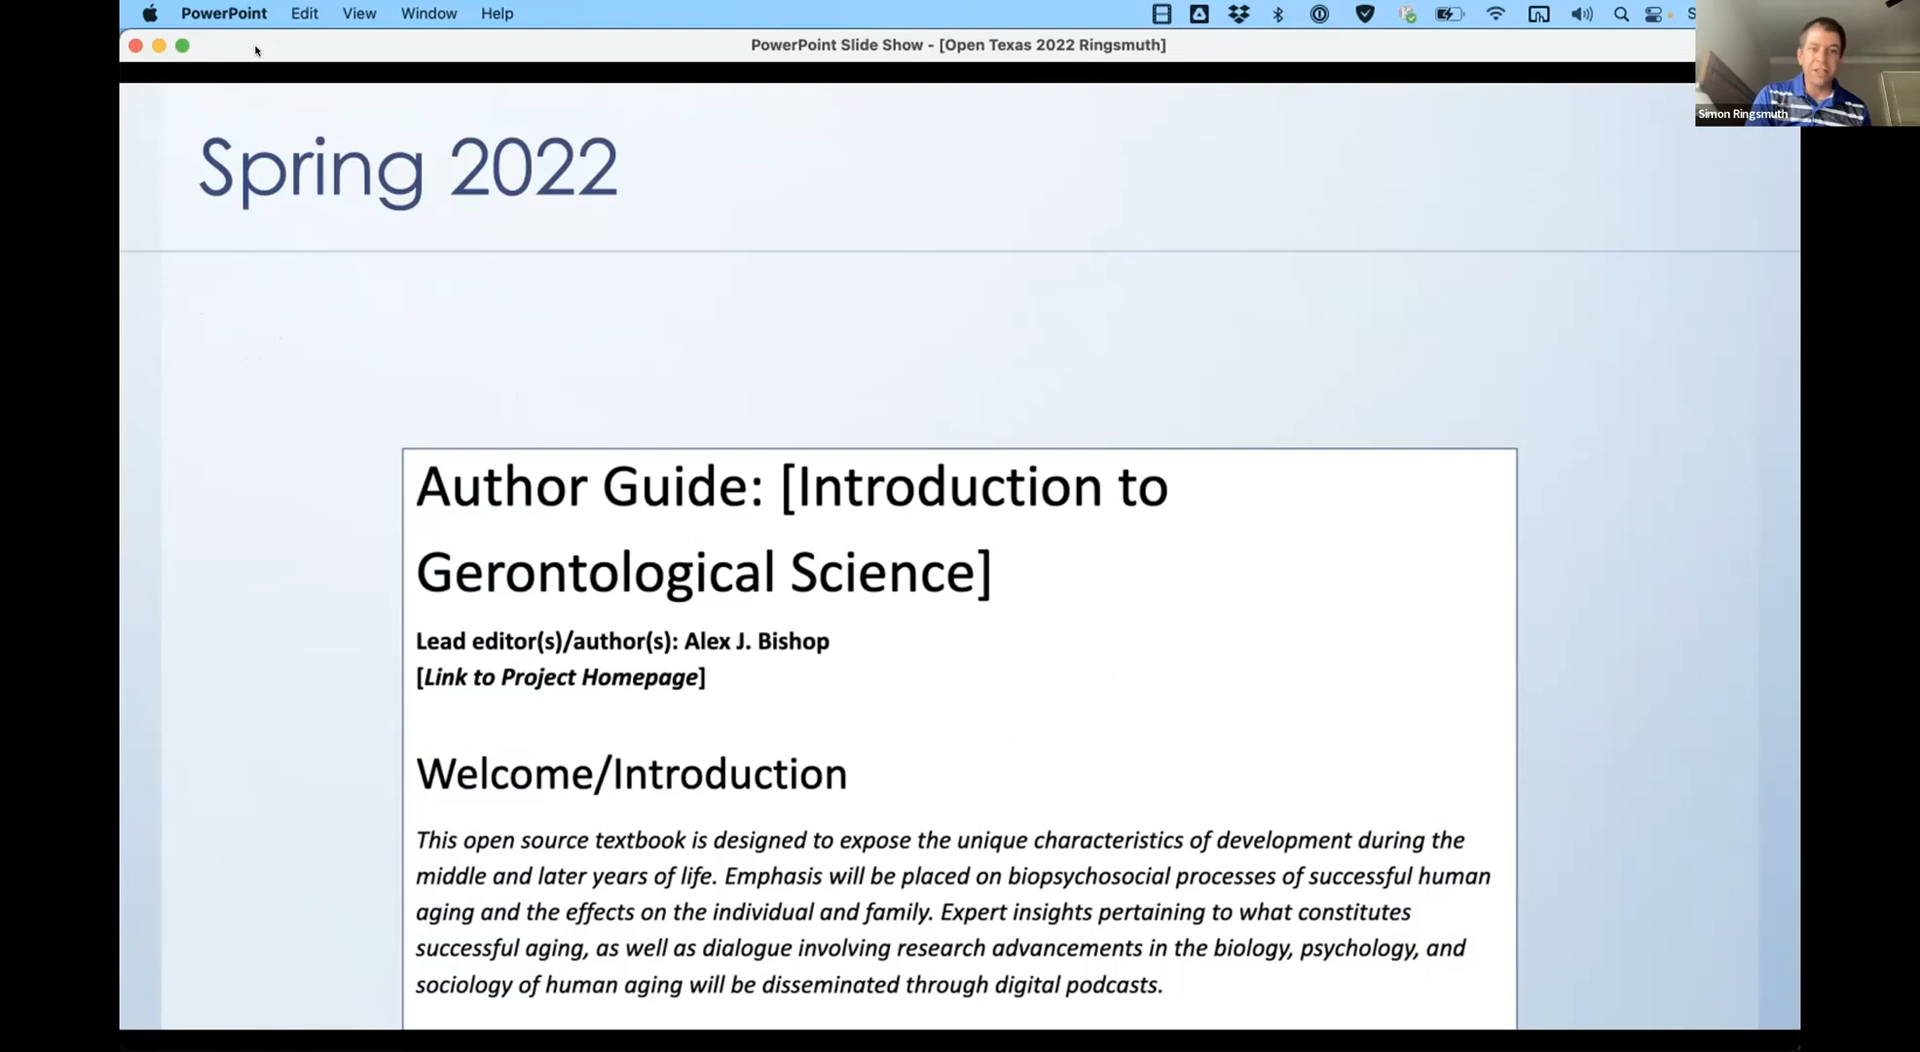 PowerPoint Edit View Window Help
PowerPoint Slide Show - [Open Texas 2022 Ringsmuth]
Simon Ringsmuth
Spring 2022
Author Guide: [Introduction to
Gerontological Science]
Lead editor(s)/author(s): Alex J. Bishop
[Link to Project Homepage]
Welcome/Introduction
This open source textbook is designed to expose the unique characteristics of development during the
middle and later years of life. Emphasis will be placed on biopsychosocial processes of successful human
aging and the effects on the individual and family. Expert insights pertaining to what constitutes
successful aging, as well as dialogue involving research advancements in the biology, psychology, and
sociology of human aging will be disseminated through digital podcasts.